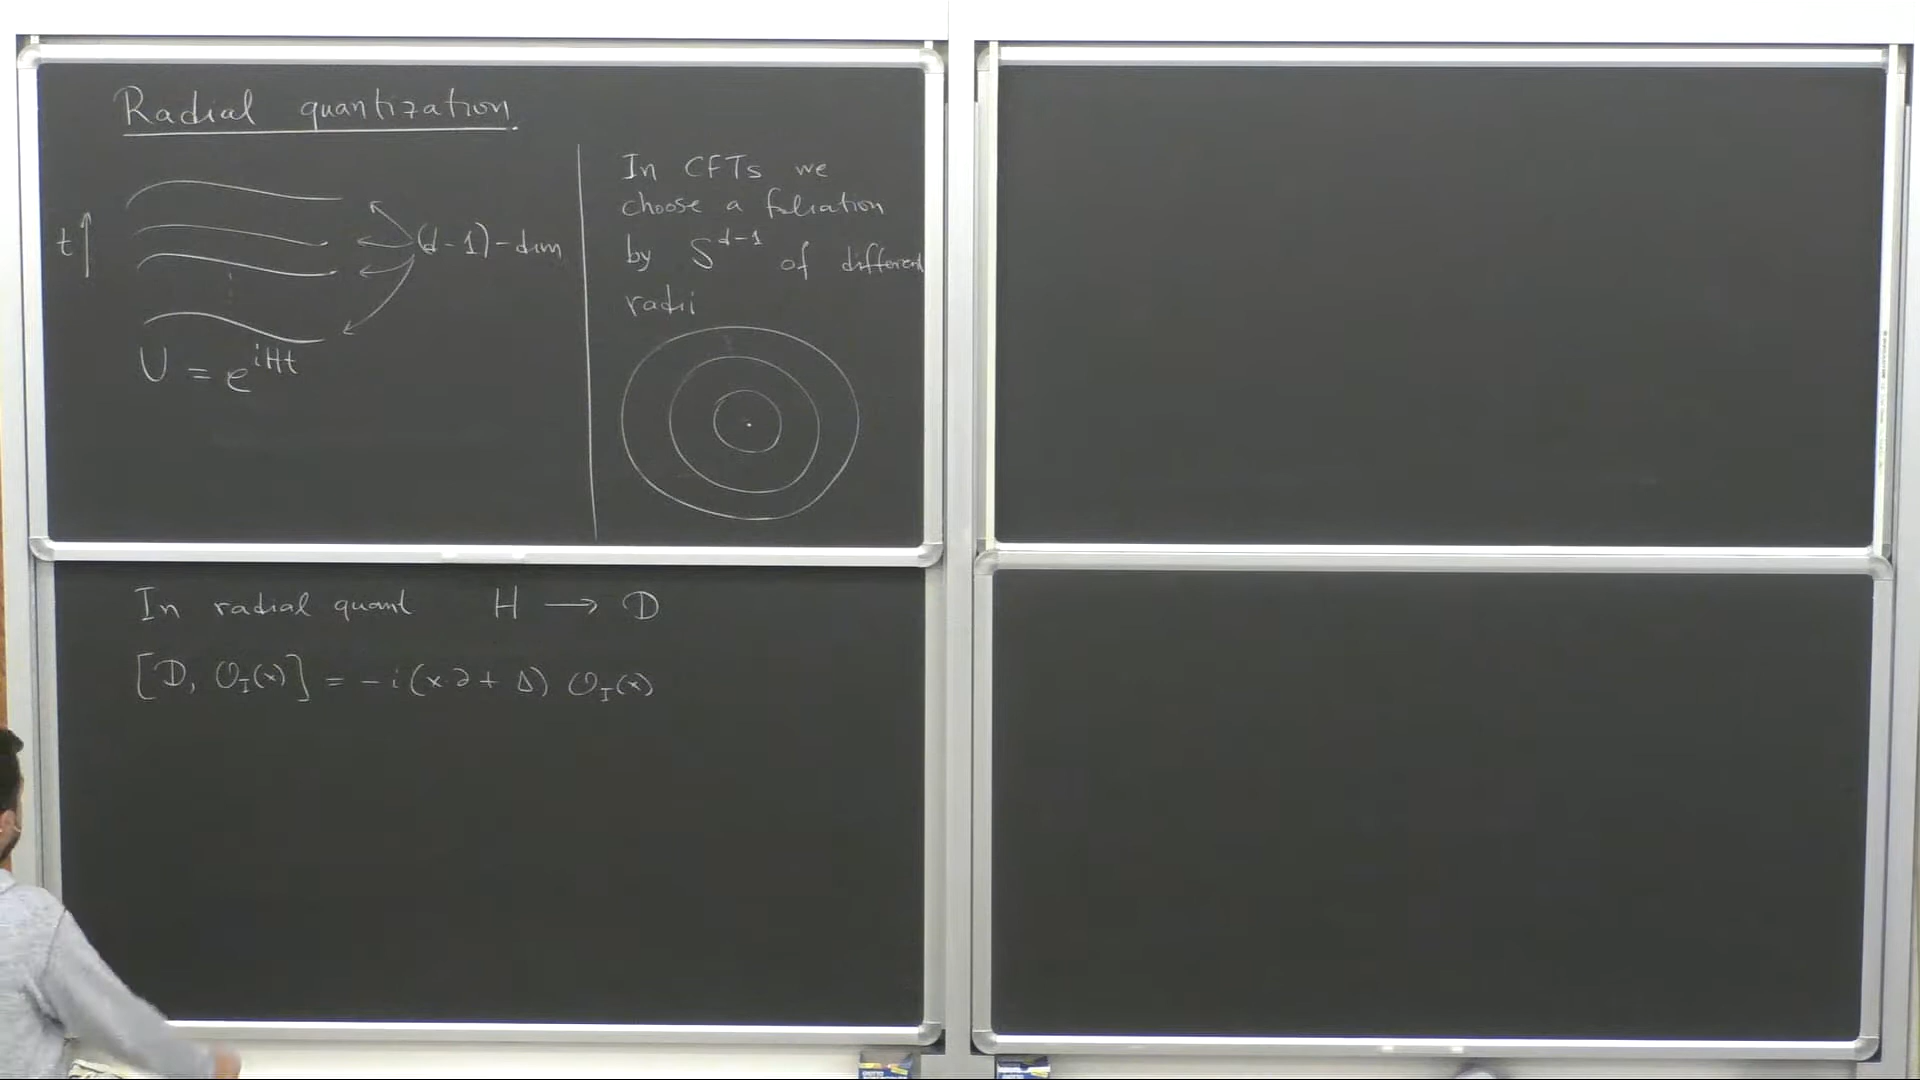 Radial quantization.
t
(d-1)-dim
U = e^{iHt}
In CFTs we
choose a foliation
by S^{d-1} of different
radii
In radial quant H ⟶ D
[D, O_I(x)] = -i(x·∂ + Δ) O_I(x)